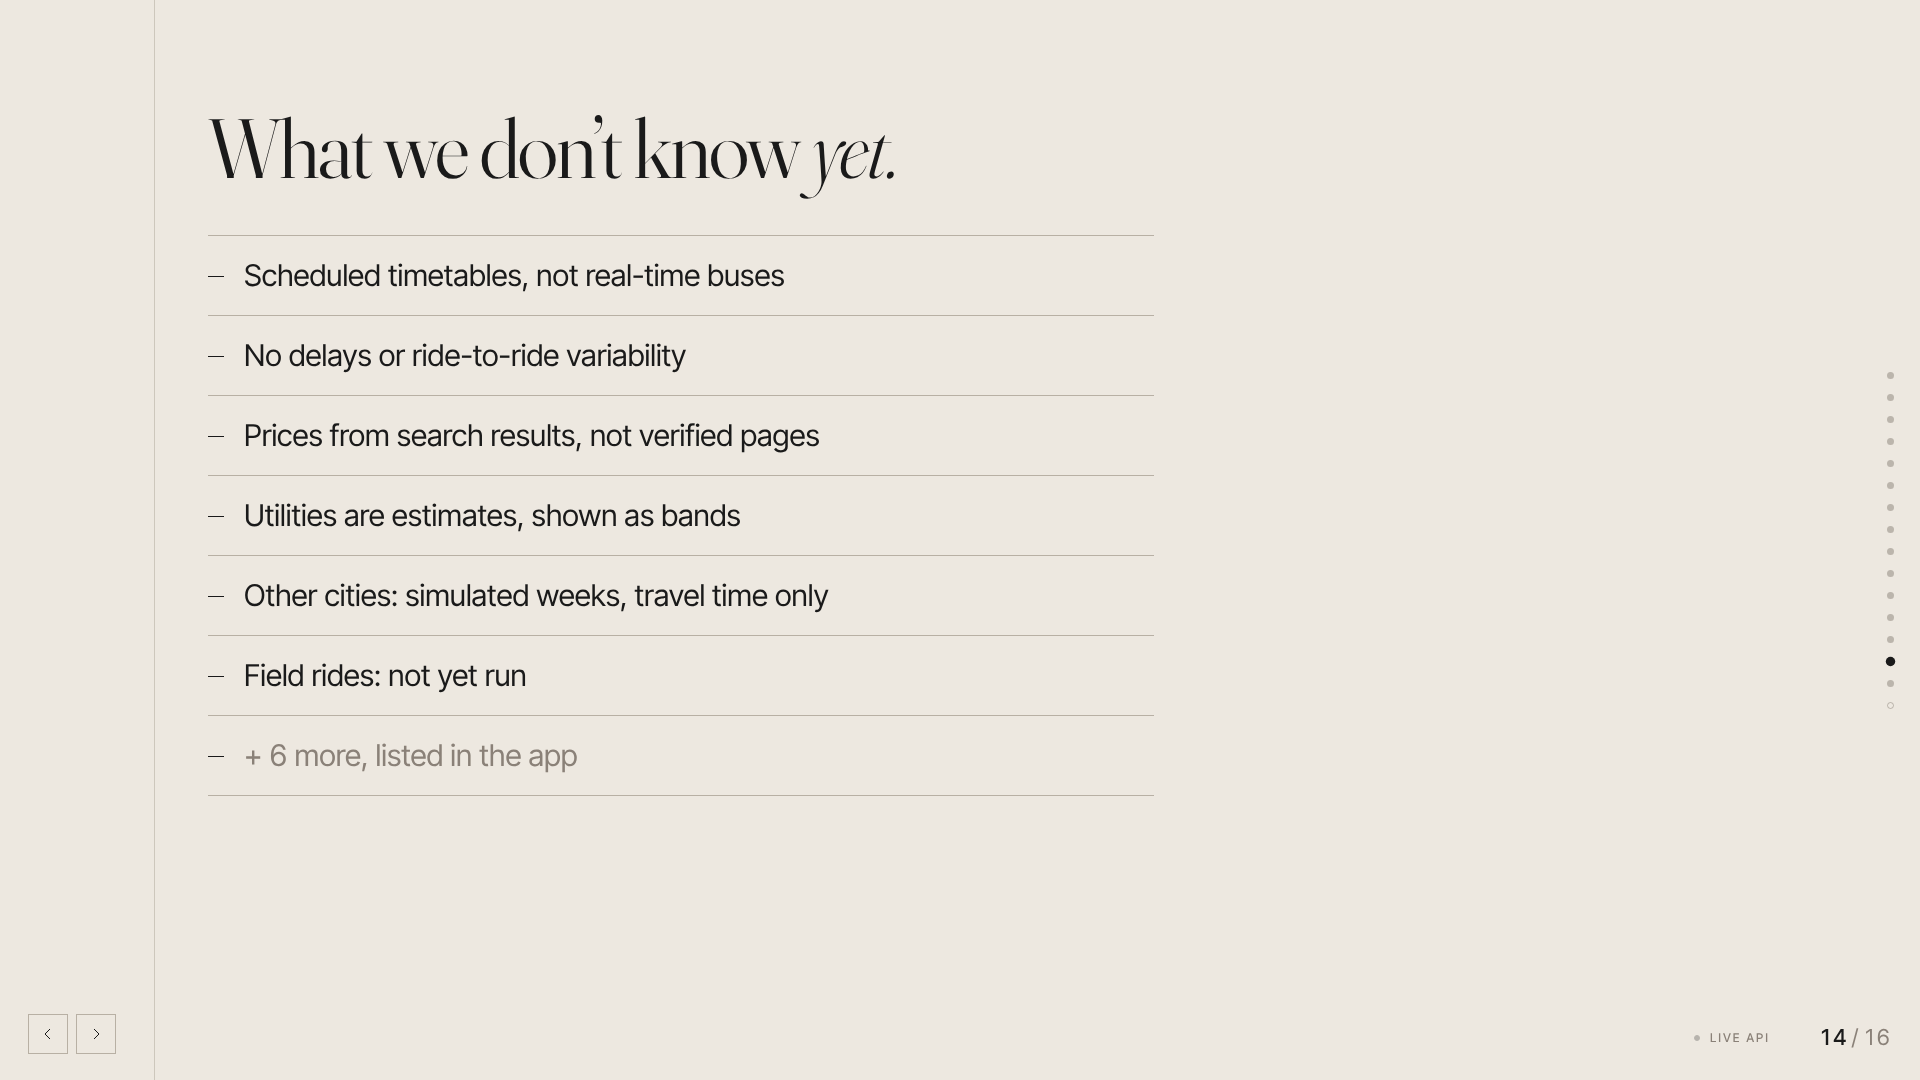 What we don’t know yet.
— Scheduled timetables, not real-time buses
— No delays or ride-to-ride variability
— Prices from search results, not verified pages
— Utilities are estimates, shown as bands
— Other cities: simulated weeks, travel time only
— Field rides: not yet run
— + 6 more, listed in the app
LIVE API
14 / 16